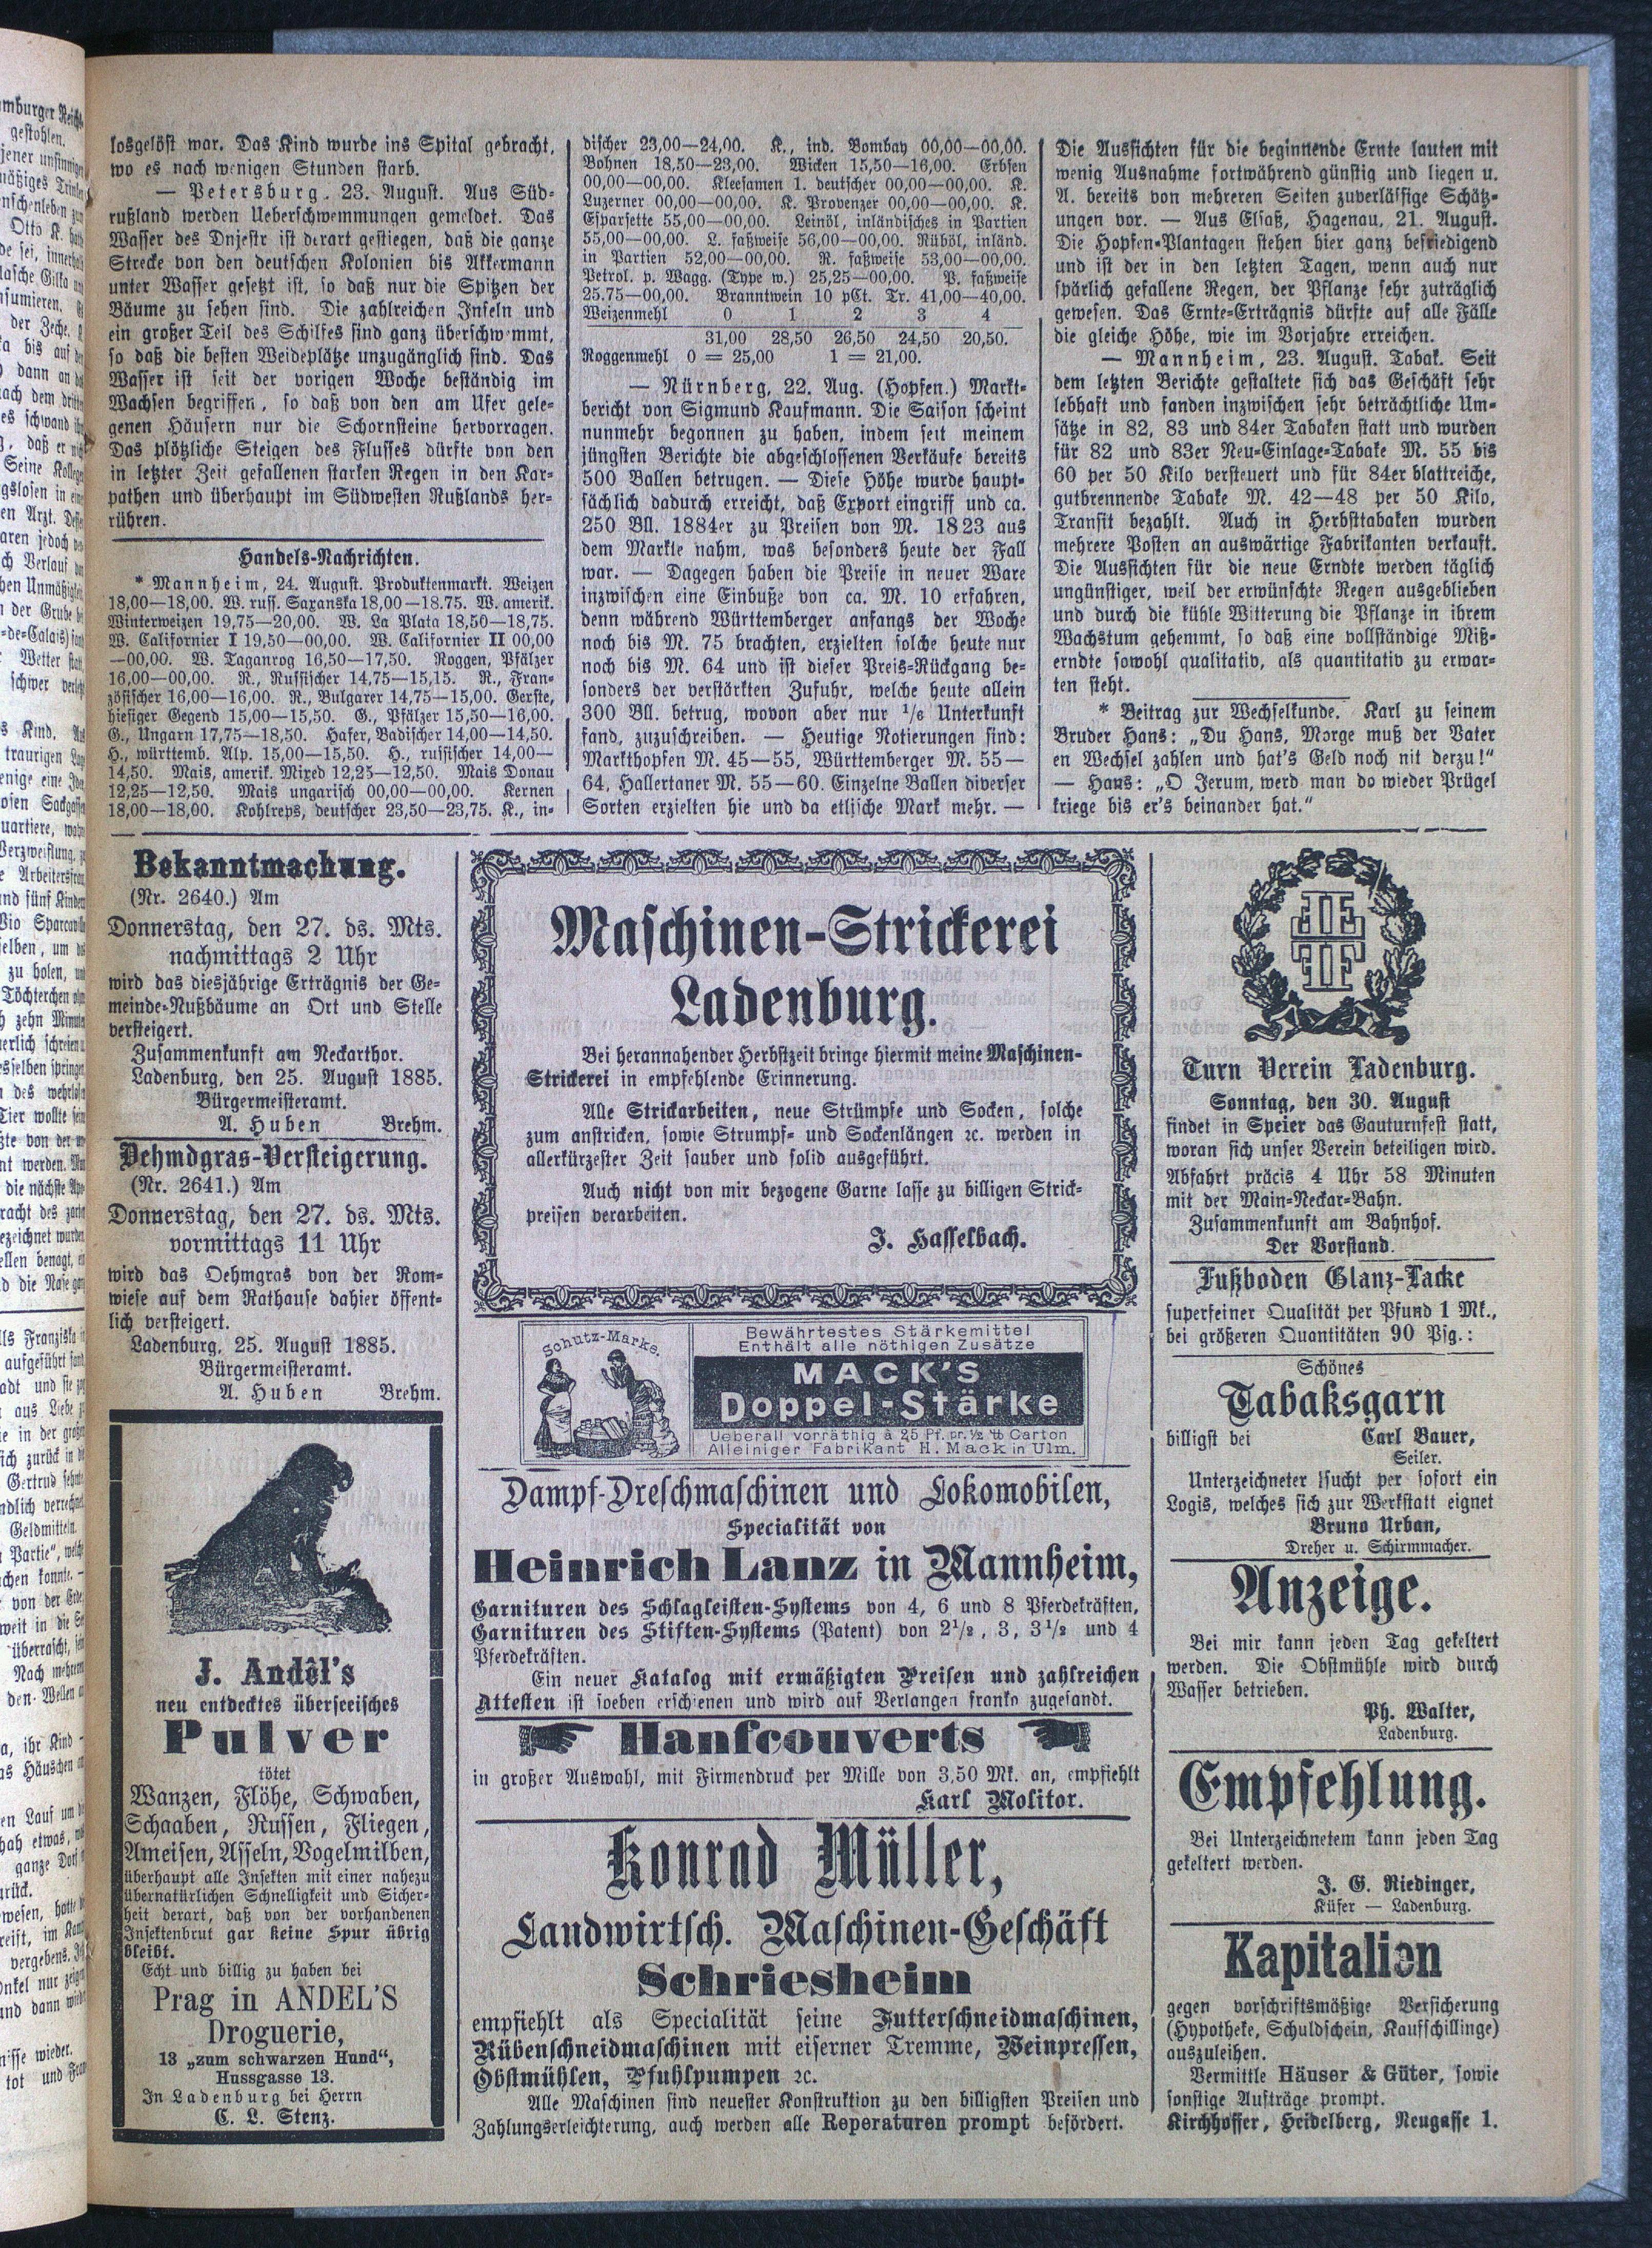 losgelöst war. Das Kind wurde ins Spital gebracht,
wo es nach wenigen Stunden starb.
— Petersburg, 23. August. Aus Süd-
rußland werden Ueberschwemmungen gemeldet. Das
Wasser des Dnjestr ist derart gestiegen, daß die ganze
Strecke von den deutschen Kolonien bis Akkermann
unter Wasser gesetzt ist, so daß nur die Spitzen der
Bäume zu sehen sind. Die zahlreichen Inseln und
ein großer Teil des Schilfes sind ganz überschwemmt,
so daß die besten Weideplätze unzugänglich sind. Das
Wasser ist seit der vorigen Woche beständig im
Wachsen begriffen, so daß von den am Ufer gele-
genen Häusern nur die Schornsteine hervorragen.
Das plötzliche Steigen des Flusses dürfte von den
in letzter Zeit gefallenen starken Regen in den Kar-
pathen und überhaupt im Südwesten Rußlands her-
rühren.
Handels-Nachrichten.
* Mannheim, 24. August. Produktenmarkt. Weizen
18,00—18,00. W. russ. Saxanska 18,00—18.75. W. amerik.
Winterweizen 19,75—20,00. W. La Plata 18,50—18,75.
W. Californier I 19,50—00,00. W. Californier II 00,00
—00,00. W. Taganrog 16,50—17,50. Roggen, Pfälzer
16,00—00,00. R., Russischer 14,75—15,15. R., Fran-
zösischer 16,00—16,00. R., Bulgarer 14,75—15,00. Gerste,
hiesiger Gegend 15,00—15,50. G., Pfälzer 15,50—16,00.
G., Ungarn 17,75—18,50. Hafer, Badischer 14,00—14,50.
H., württemb. Alp. 15,00—15,50. H., russischer 14,00—
14,50. Mais, amerik. Mixed 12,25—12,50. Mais Donau
12,25—12,50. Mais ungarisch 00,00—00,00. Kernen
18,00—18,00. Kohlreps, deutscher 23,50—23,75. K., in-
discher 23,00—24,00. K., ind. Bombay 00,00—00,00.
Bohnen 18,50—23,00. Wicken 15,50—16,00. Erbsen
00,00—00,00. Kleesamen 1. deutscher 00,00—00,00. K.
Luzerner 00,00—00,00. K. Provenzer 00,00—00,00. K.
Esparsette 55,00—00,00. Leinöl, inländisches in Partien
55,00—00,00. L. faßweise 56,00—00,00. Rüböl, inländ.
in Partien 52,00—00,00. R. faßweise 53,00—00,00.
Petrol. p. Wagg. (Type w.) 25,25—00,00. P. faßweise
25.75—00,00. Branntwein 10 pCt. Tr. 41,00—40,00.
Weizenmehl 0 1 2 3 4
31,00 28,50 26,50 24,50 20,50.
Roggenmehl 0 = 25,00 1 = 21,00.
— Nürnberg, 22. Aug. (Hopfen.) Markt-
bericht von Sigmund Kaufmann. Die Saison scheint
nunmehr begonnen zu haben, indem seit meinem
jüngsten Berichte die abgeschlossenen Verkäufe bereits
500 Ballen betrugen. — Diese Höhe wurde haupt-
sächlich dadurch erreicht, daß Export eingriff und ca.
250 Bll. 1884er zu Preisen von M. 18 23 aus
dem Markte nahm, was besonders heute der Fall
war. — Dagegen haben die Preise in neuer Ware
inzwischen eine Einbuße von ca. M. 10 erfahren,
denn während Württemberger anfangs der Woche
noch bis M. 75 brachten, erzielten solche heute nur
noch bis M. 64 und ist dieser Preis-Rückgang be-
sonders der verstärkten Zufuhr, welche heute allein
300 Bll. betrug, wovon aber nur 1/6 Unterkunft
fand, zuzuschreiben. — Heutige Notierungen sind:
Markthopfen M. 45—55, Württemberger M. 55—
64, Hallertaner M. 55—60. Einzelne Ballen diverser
Sorten erzielten hie und da etliche Mark mehr. —
Die Aussichten für die beginnende Ernte lauten mit
wenig Ausnahme fortwährend günstig und liegen u.
A. bereits von mehreren Seiten zuverlässige Schätz-
ungen vor. — Aus Elsaß, Hagenau, 21. August.
Die Hopfen-Plantagen stehen hier ganz befriedigend
und ist der in den letzten Tagen, wenn auch nur
spärlich gefallene Regen, der Pflanze sehr zuträglich
gewesen. Das Ernte-Erträgnis dürfte auf alle Fälle
die gleiche Höhe, wie im Vorjahre erreichen.
— Mannheim, 23. August. Tabak. Seit
dem letzten Berichte gestaltete sich das Geschäft sehr
lebhaft und fanden inzwischen sehr beträchtliche Um-
sätze in 82, 83 und 84er Tabaken statt und wurden
für 82 und 83er Neu-Einlage-Tabake M. 55 bis
60 per 50 Kilo versteuert und für 84er blattreiche,
gutbrennende Tabake M. 42—48 per 50 Kilo,
Transit bezahlt. Auch in Herbsttabaken wurden
mehrere Posten an auswärtige Fabrikanten verkauft.
Die Aussichten für die neue Erndte werden täglich
ungünstiger, weil der erwünschte Regen ausgeblieben
und durch die kühle Witterung die Pflanze in ihrem
Wachstum gehemmt, so daß eine vollständige Miß-
erndte sowohl qualitativ, als quantitativ zu erwar-
ten steht.
* Beitrag zur Wechselkunde. Karl zu seinem
Bruder Hans: „Du Hans, Morge muß der Vater
en Wechsel zahlen und hat's Geld noch nit derzu!"
— Hans: „O Jerum, werd man do wieder Prügel
kriege bis er's beinander hat."
Bekanntmachung.
(Nr. 2640.) Am
Donnerstag, den 27. ds. Mts.
nachmittags 2 Uhr
wird das diesjährige Erträgnis der Ge-
meinde-Nußbäume an Ort und Stelle
versteigert.
Zusammenkunft am Neckarthor.
Ladenburg, den 25. August 1885.
Bürgermeisteramt.
A. Huben Brehm.
Oehmdgras-Versteigerung.
(Nr. 2641.) Am
Donnerstag, den 27. ds. Mts.
vormittags 11 Uhr
wird das Oehmgras von der Rom-
wiese auf dem Rathause dahier öffent-
lich versteigert.
Ladenburg, 25. August 1885.
Bürgermeisteramt.
A. Huben Brehm.
J. Andêl's
neu entdecktes überseeisches
Pulver
tötet
Wanzen, Flöhe, Schwaben,
Schaaben, Russen, Fliegen,
Ameisen, Asseln, Vogelmilben,
überhaupt alle Insekten mit einer nahezu
übernatürlichen Schnelligkeit und Sicher-
heit derart, daß von der vorhandenen
Insektenbrut gar keine Spur übrig
bleibt.
Echt und billig zu haben bei
Prag in ANDEL'S
Droguerie,
13 „zum schwarzen Hund",
Hussgasse 13.
In Ladenburg bei Herrn
C. L. Stenz.
Maschinen-Strickerei
Ladenburg.
Bei herannahender Herbstzeit bringe hiermit meine Maschinen-
Strickerei in empfehlende Erinnerung.
Alle Strickarbeiten, neue Strümpfe und Socken, solche
zum anstricken, sowie Strumpf- und Sockenlängen ꝛc. werden in
allerkürzester Zeit sauber und solid ausgeführt.
Auch nicht von mir bezogene Garne lasse zu billigen Strick-
preisen verarbeiten.
J. Hasselbach.
Schutz-Marke.
Bewährtestes Stärkemittel
Enthält alle nöthigen Zusätze
MACK'S
Doppel-Stärke
Ueberall vorräthig à 25 Pf. pr. ½ ℔ Carton
Alleiniger Fabrikant H. Mack in Ulm.
Dampf-Dreschmaschinen und Lokomobilen,
Specialität von
Heinrich Lanz in Mannheim,
Garnituren des Schlagleisten-Systems von 4, 6 und 8 Pferdekräften,
Garnituren des Stiften-Systems (Patent) von 2½, 3, 3½ und 4
Pferdekräften.
Ein neuer Katalog mit ermäßigten Preisen und zahlreichen
Attesten ist soeben erschienen und wird auf Verlangen franko zugesandt.
Hanfcouverts
in großer Auswahl, mit Firmendruck per Mille von 3,50 Mk. an, empfiehlt
Karl Molitor.
Konrad Müller,
Landwirtsch. Maschinen-Geschäft
Schriesheim
empfiehlt als Specialität seine Futterschneidmaschinen,
Rübenschneidmaschinen mit eiserner Tremme, Weinpressen,
Obstmühlen, Pfuhlpumpen ꝛc.
Alle Maschinen sind neuester Konstruktion zu den billigsten Preisen und
Zahlungserleichterung, auch werden alle Reperaturen prompt befördert.
Turn Verein Ladenburg.
Sonntag, den 30. August
findet in Speier das Gauturnfest statt,
woran sich unser Verein beteiligen wird.
Abfahrt präcis 4 Uhr 58 Minuten
mit der Main-Neckar-Bahn.
Zusammenkunft am Bahnhof.
Der Vorstand.
Fußboden Glanz-Lacke
superfeiner Qualität per Pfund 1 Mk.,
bei größeren Quantitäten 90 Pfg.:
Schönes
Tabaksgarn
billigst bei Carl Bauer,
Seiler.
Unterzeichneter sucht per sofort ein
Logis, welches sich zur Werkstatt eignet
Bruno Urban,
Dreher u. Schirmmacher.
Anzeige.
Bei mir kann jeden Tag gekeltert
werden. Die Obstmühle wird durch
Wasser betrieben.
Ph. Walter,
Ladenburg.
Empfehlung.
Bei Unterzeichnetem kann jeden Tag
gekeltert werden.
J. G. Riedinger,
Küfer — Ladenburg.
Kapitalien
gegen vorschriftsmäßige Versicherung
(Hypotheke, Schuldschein, Kaufschillinge)
auszuleihen.
Vermittle Häuser & Güter, sowie
sonstige Aufträge prompt.
Kirchhoffer, Heidelberg, Neugasse 1.